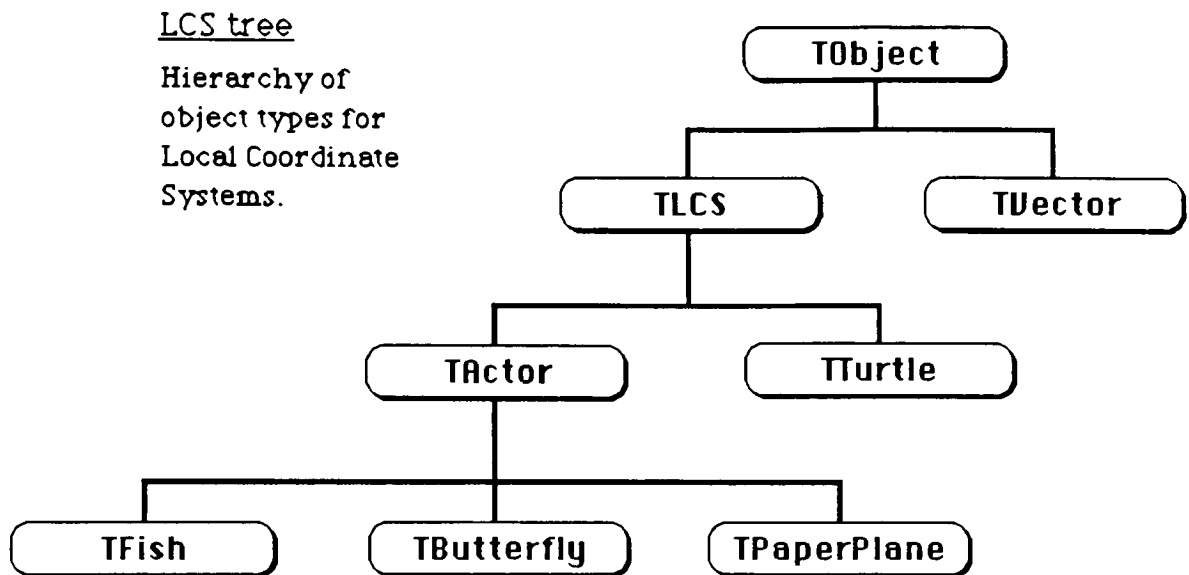 LCS tree
Hierarchy of
object types for
Local Coordinate
Systems.
TObject
TLCS
TVector
TActor
TTurtle
TFish
TButterfly
TPaperPlane